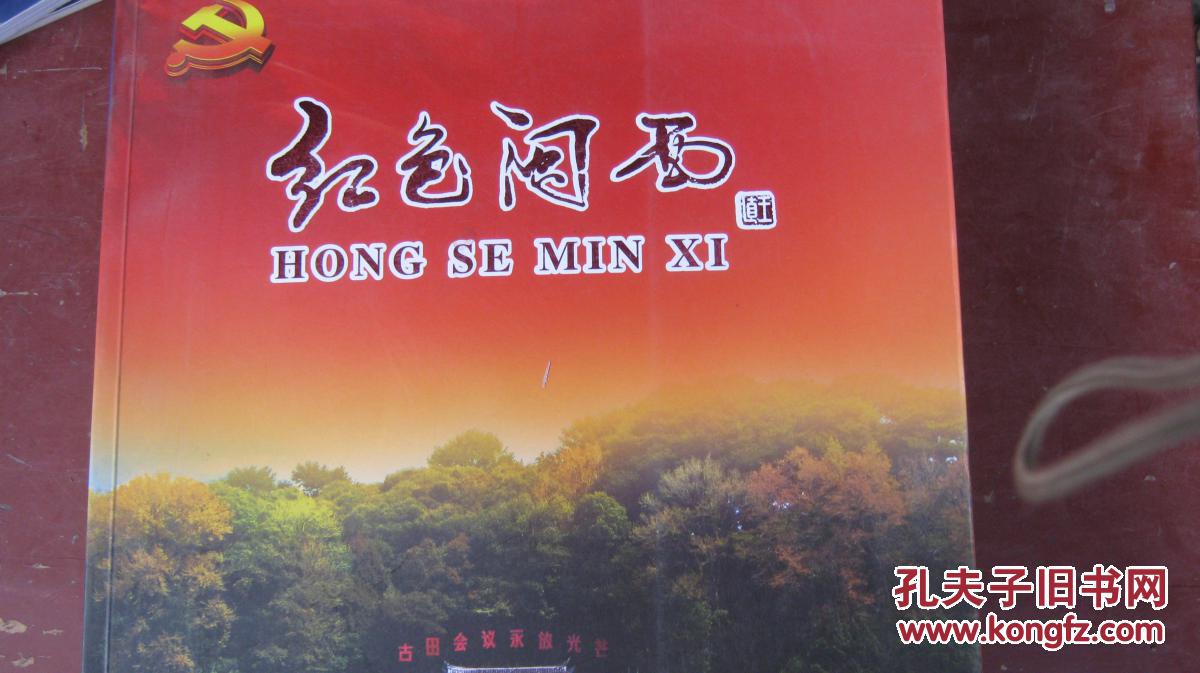 红色闽西
HONG SE MIN XI
古田会议永放光芒
孔夫子旧书网
www.kongfz.com